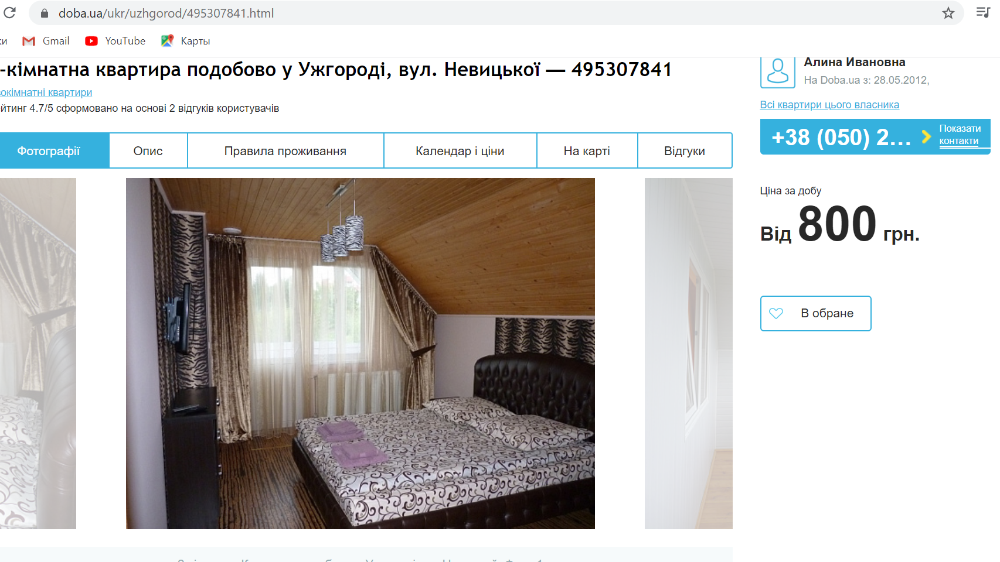 doba.ua/ukr/uzhgorod/495307841.html
ки Gmail YouTube Карты
-кімнатна квартира подобово у Ужгороді, вул. Невицької — 495307841
окімнатні квартири
йтинг 4.7/5 сформовано на основі 2 відгуків користувачів
Фотографії Опис Правила проживання Календар і ціни На карті Відгуки
Алина Ивановна
На Doba.ua з: 28.05.2012,
Всі квартири цього власника
+38 (050) 2... Показати
контакти
Ціна за добу
Від 800 грн.
В обране